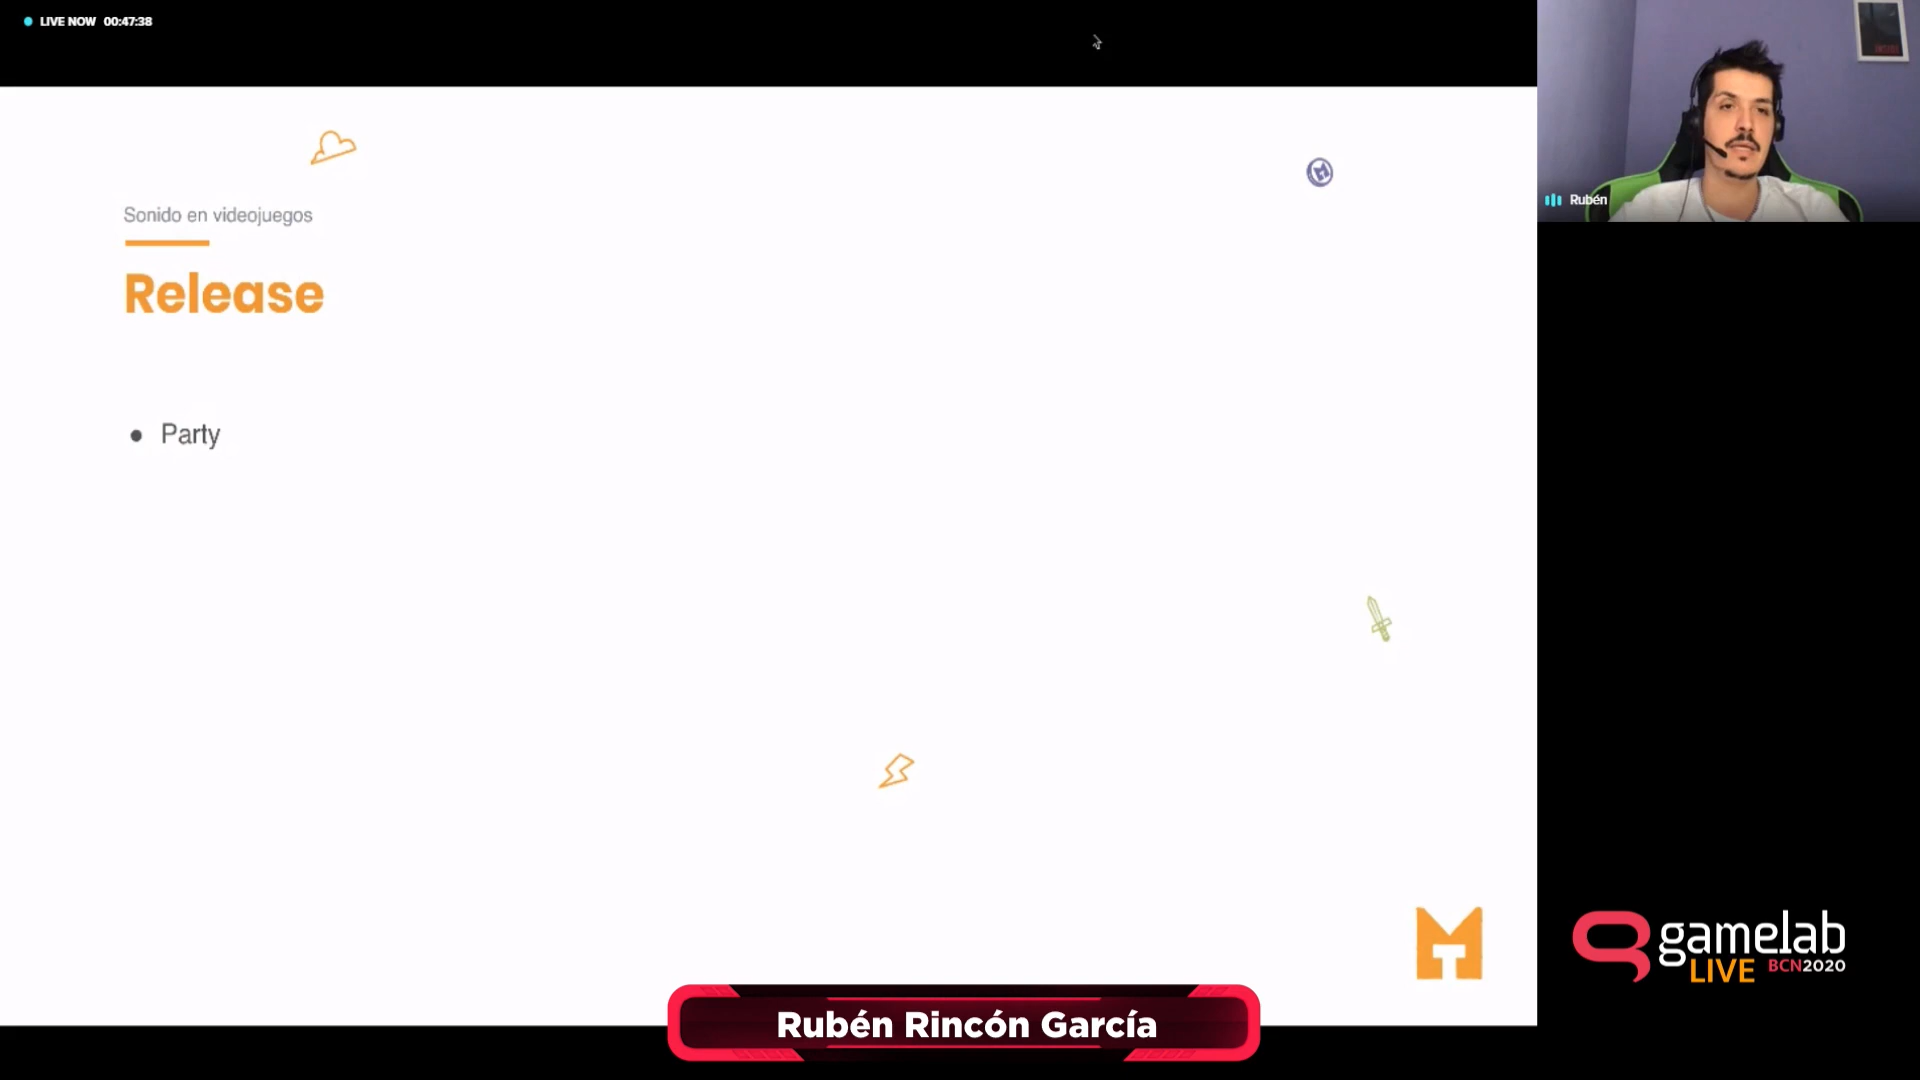 LIVE NOW 00:47:38
Sonido en videojuegos
Release
● Party
Rubén
gamelab
LIVE BCN2020
Rubén Rincón García